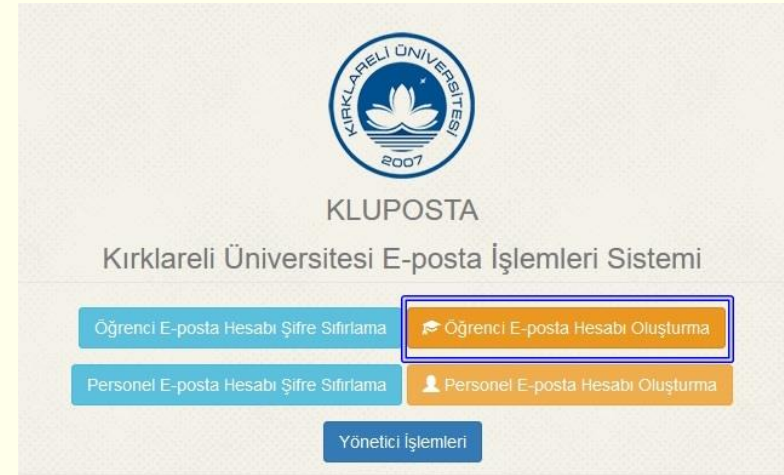 KIRKLARELİ ÜNİVERSİTESİ
2007
KLUPOSTA
Kırklareli Üniversitesi E-posta İşlemleri Sistemi
Öğrenci E-posta Hesabı Şifre Sıfırlama
Öğrenci E-posta Hesabı Oluşturma
Personel E-posta Hesabı Şifre Sıfırlama
Personel E-posta Hesabı Oluşturma
Yönetici İşlemleri